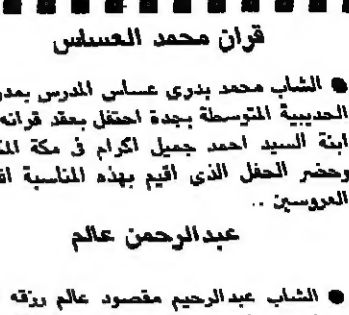 قران محمد العساس
● الشاب محمد بدري عساس المدرس بمدر
الحديبية المتوسطة بجدة احتفل بعقد قرانه
ابنة السيد احمد جميل اكرام في مكة المك
وحضر الحفل الذي اقيم بهذه المناسبة اق
العروسين ..
عبدالرحمن عالم
● الشاب عبدالرحيم مقصود عالم رزقه